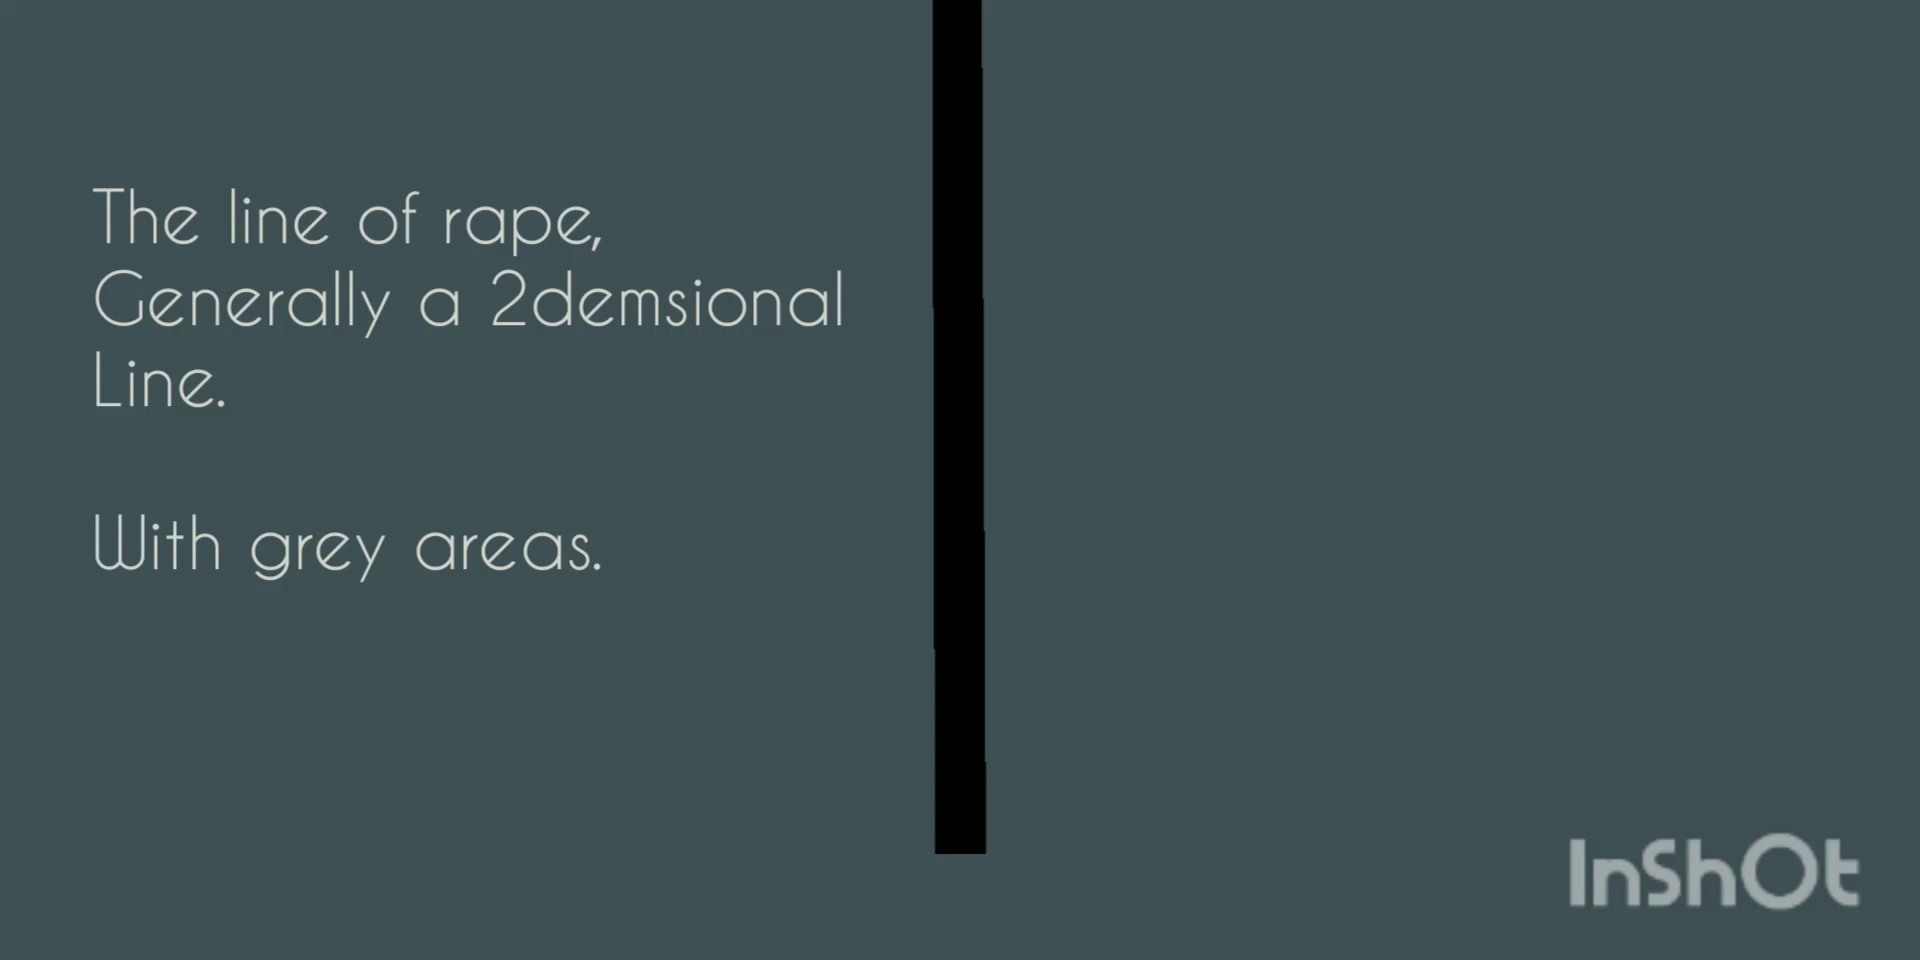 The line of rape,
Generally a 2demsional
Line.
With grey areas.
InShOt